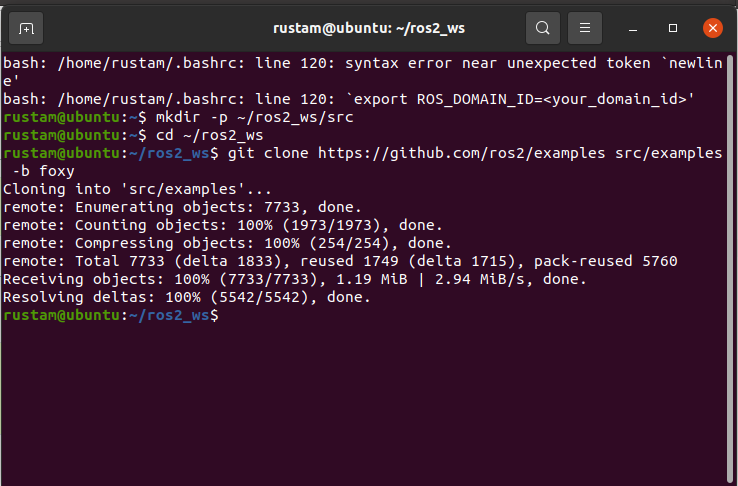 rustam@ubuntu: ~/ros2_ws
bash: /home/rustam/.bashrc: line 120: syntax error near unexpected token `newlin
e'
bash: /home/rustam/.bashrc: line 120: `export ROS_DOMAIN_ID=<your_domain_id>'
rustam@ubuntu:~$ mkdir -p ~/ros2_ws/src
rustam@ubuntu:~$ cd ~/ros2_ws
rustam@ubuntu:~/ros2_ws$ git clone https://github.com/ros2/examples src/examples
-b foxy
Cloning into 'src/examples'...
remote: Enumerating objects: 7733, done.
remote: Counting objects: 100% (1973/1973), done.
remote: Compressing objects: 100% (254/254), done.
remote: Total 7733 (delta 1833), reused 1749 (delta 1715), pack-reused 5760
Receiving objects: 100% (7733/7733), 1.19 MiB | 2.94 MiB/s, done.
Resolving deltas: 100% (5542/5542), done.
rustam@ubuntu:~/ros2_ws$